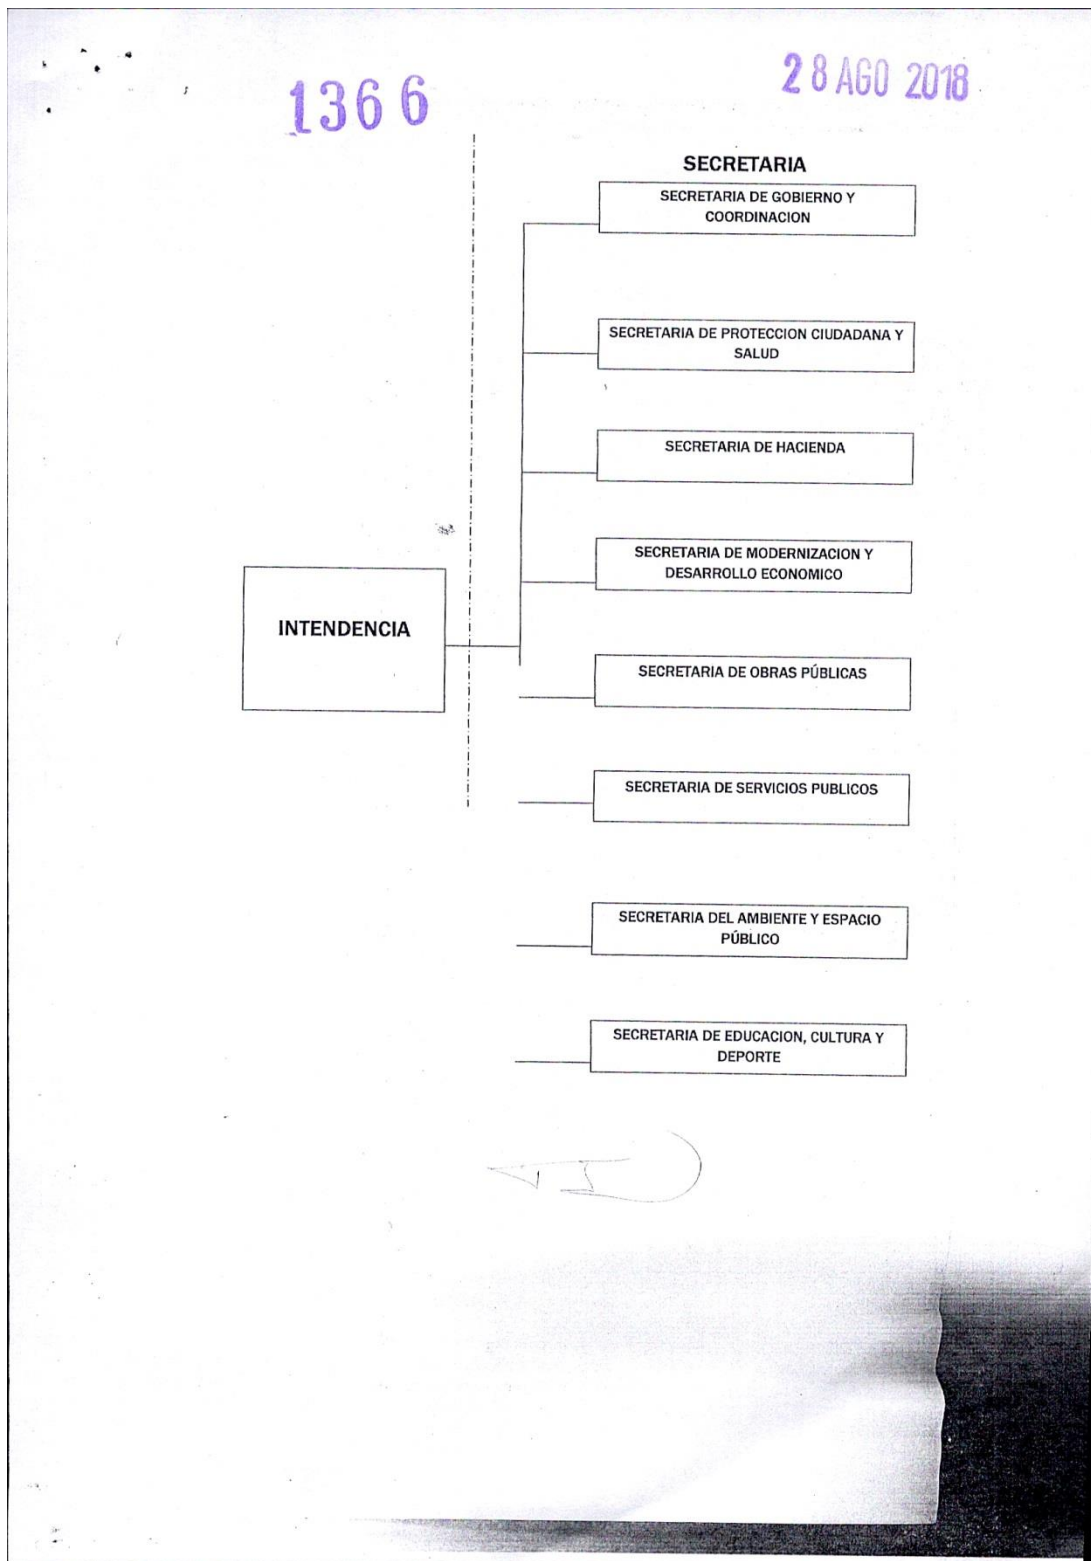 1366
28 AGO 2018
SECRETARIA
SECRETARIA DE GOBIERNO Y
COORDINACION
SECRETARIA DE PROTECCION CIUDADANA Y
SALUD
SECRETARIA DE HACIENDA
SECRETARIA DE MODERNIZACION Y
DESARROLLO ECONOMICO
INTENDENCIA
SECRETARIA DE OBRAS PÚBLICAS
SECRETARIA DE SERVICIOS PUBLICOS
SECRETARIA DEL AMBIENTE Y ESPACIO
PÚBLICO
SECRETARIA DE EDUCACION, CULTURA Y
DEPORTE